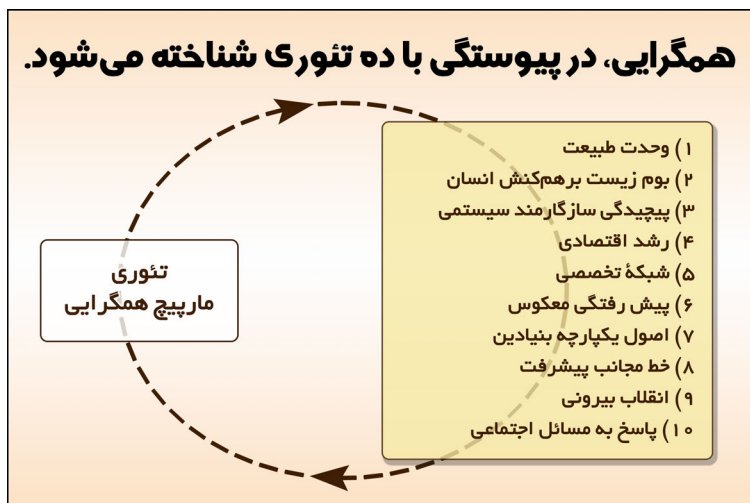 همگرایی، در پیوستگی با ده تئوری شناخته می‌شود.
۱) وحدت طبیعت
۲) بوم زیست برهم‌کنش انسان
۳) پیچیدگی سازگارمند سیستمی
۴) رشد اقتصادی
۵) شبکهٔ تخصصی
۶) پیش رفتگی معکوس
۷) اصول یکپارچه بنیادین
۸) خط مجانب پیشرفت
۹) انقلاب بیرونی
۱۰) پاسخ به مسائل اجتماعی
تئوری
مارپیچ همگرایی